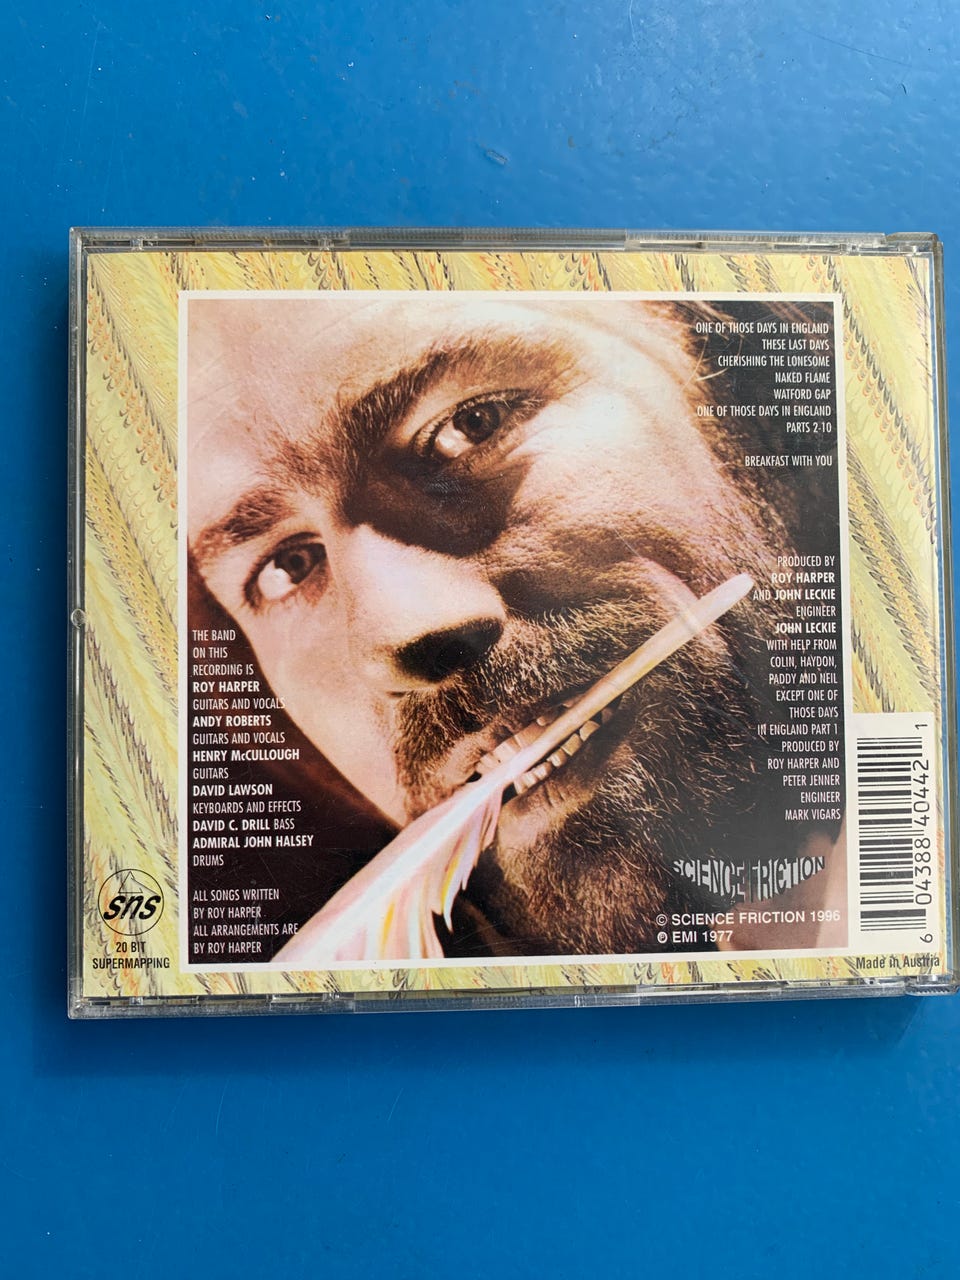 ONE OF THOSE DAYS IN ENGLAND
THESE LAST DAYS
CHERISHING THE LONESOME
NAKED FLAME
WATFORD GAP
ONE OF THOSE DAYS IN ENGLAND
PARTS 2-10
BREAKFAST WITH YOU
PRODUCED BY
ROY HARPER
AND JOHN LECKIE
ENGINEER
JOHN LECKIE
WITH HELP FROM
COLIN, HAYDON,
PADDY AND NEIL
EXCEPT ONE OF
THOSE DAYS
IN ENGLAND PART 1
PRODUCED BY
ROY HARPER AND
PETER JENNER
ENGINEER
MARK VIGARS
THE BAND
ON THIS
RECORDING IS
ROY HARPER
GUITARS AND VOCALS
ANDY ROBERTS
GUITARS AND VOCALS
HENRY McCULLOUGH
GUITARS
DAVID LAWSON
KEYBOARDS AND EFFECTS
DAVID C. DRILL BASS
ADMIRAL JOHN HALSEY
DRUMS
ALL SONGS WRITTEN
BY ROY HARPER
ALL ARRANGEMENTS ARE
BY ROY HARPER
SCIENCE FRICTION
© SCIENCE FRICTION 1996
℗ EMI 1977
sns
20 BIT
SUPERMAPPING
6 04388 40442 1
Made in Austria